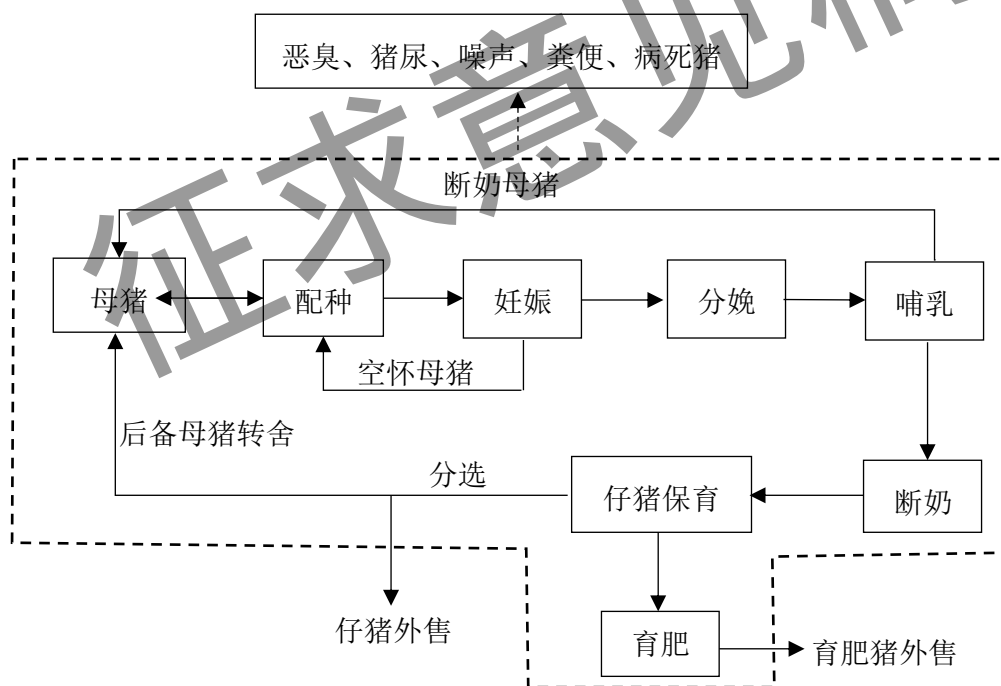 恶臭、猪尿、噪声、粪便、病死猪
断奶母猪
母猪
配种
妊娠
分娩
哺乳
空怀母猪
后备母猪转舍
分选
仔猪保育
断奶
仔猪外售
育肥
育肥猪外售
征求意见稿